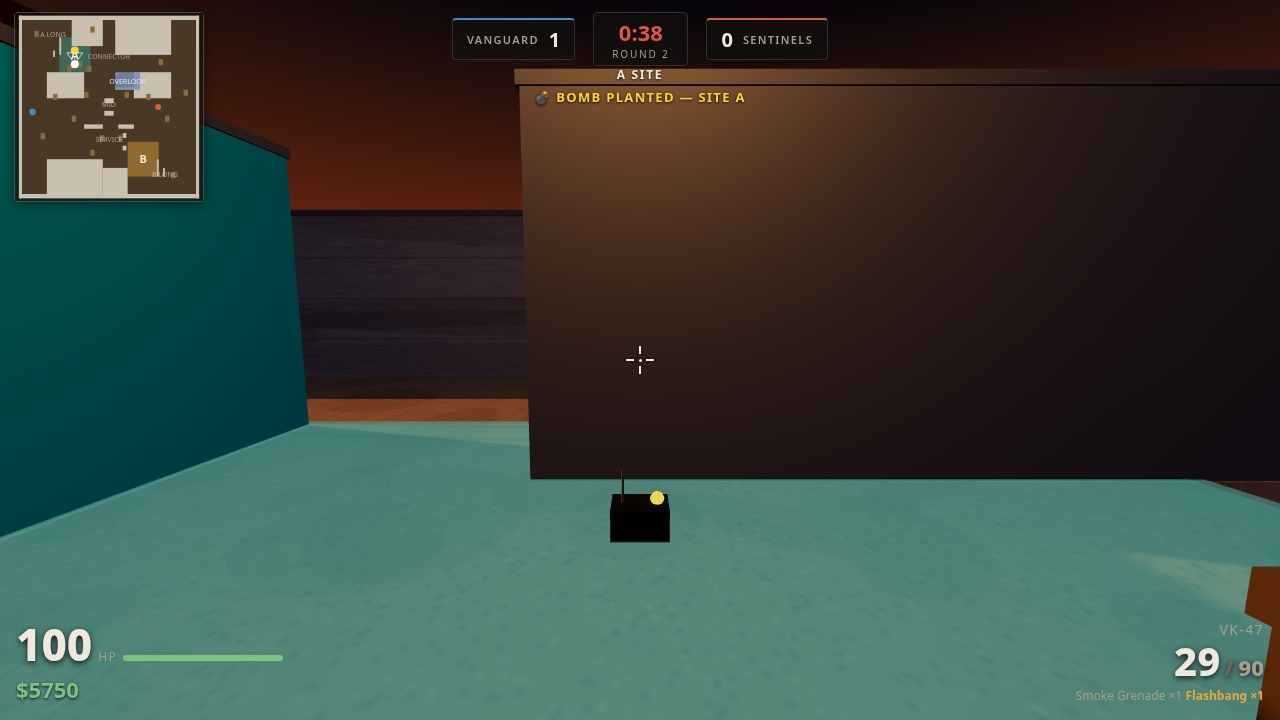 VANGUARD 1
0:38
ROUND 2
0 SENTINELS
A SITE
BOMB PLANTED — SITE A
A LONG
A
CONNECTOR
OVERLOOK
MID
SERVICE
B
B LONG
100 HP
$5750
VK-47
29 / 90
Smoke Grenade ×1 Flashbang ×1